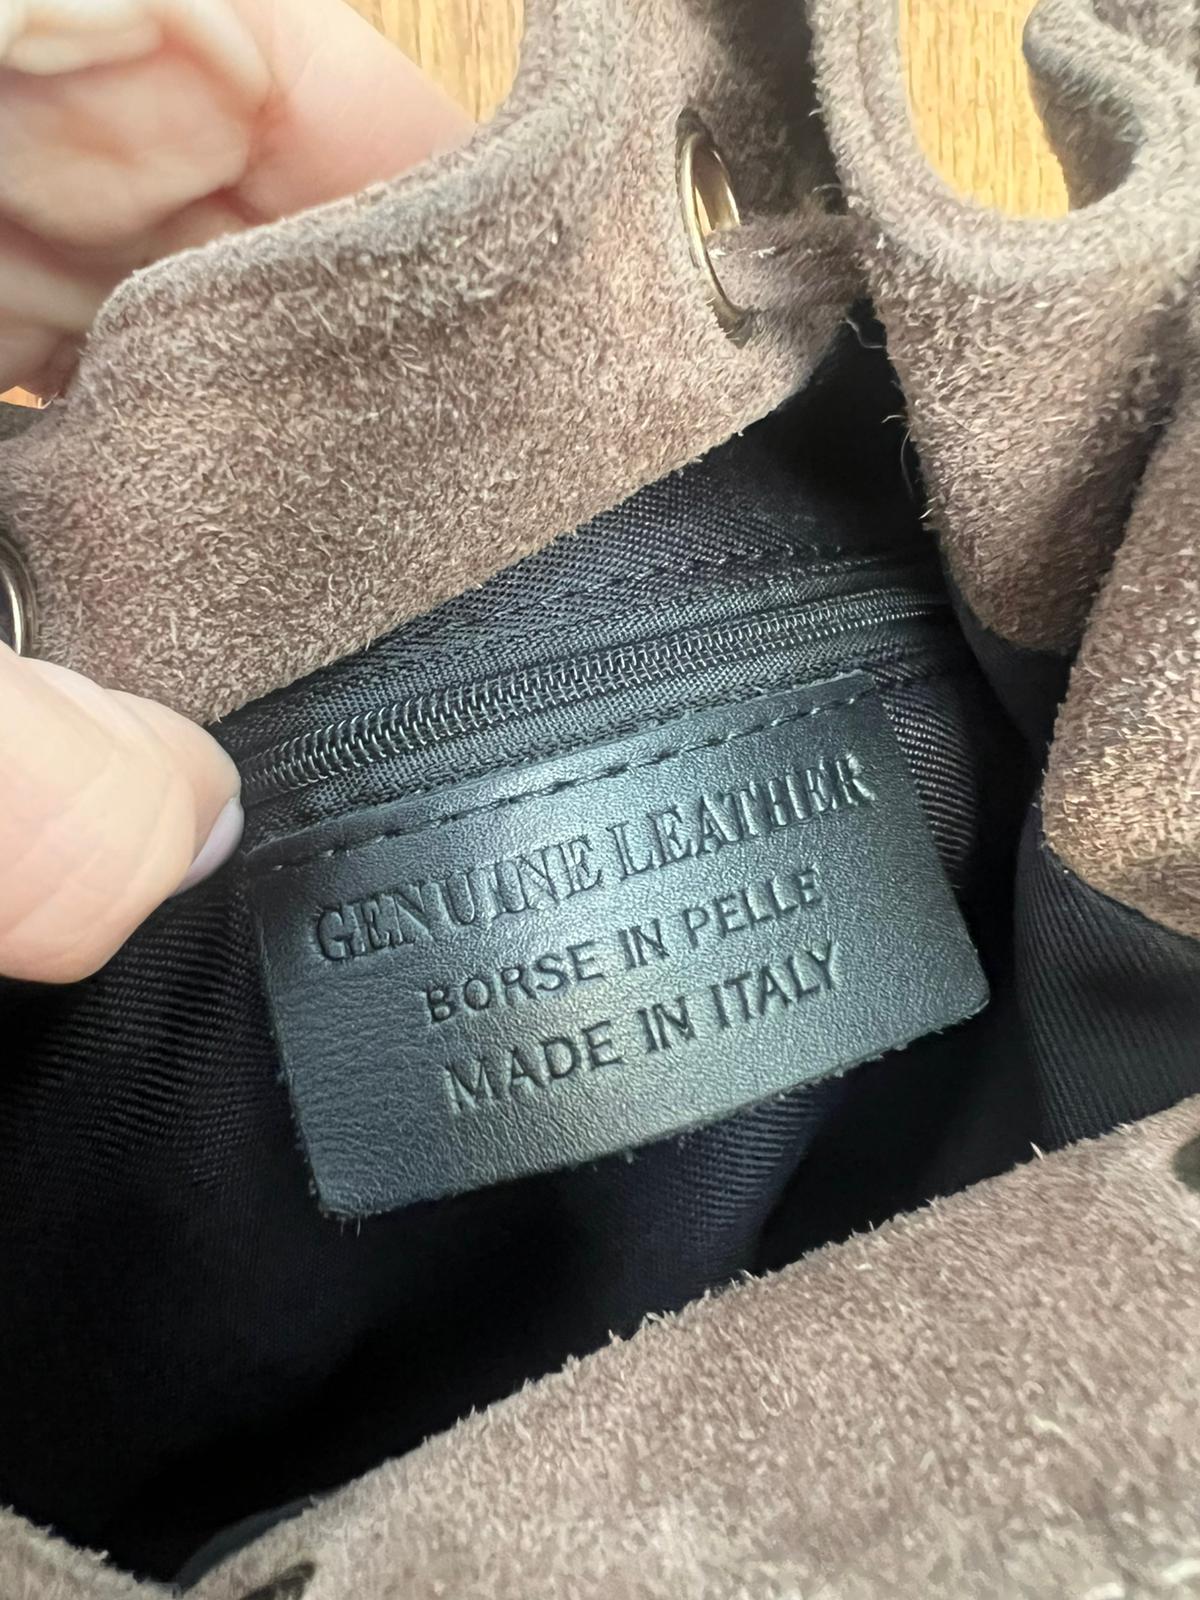 GENUINE LEATHER
BORSE IN PELLE
MADE IN ITALY